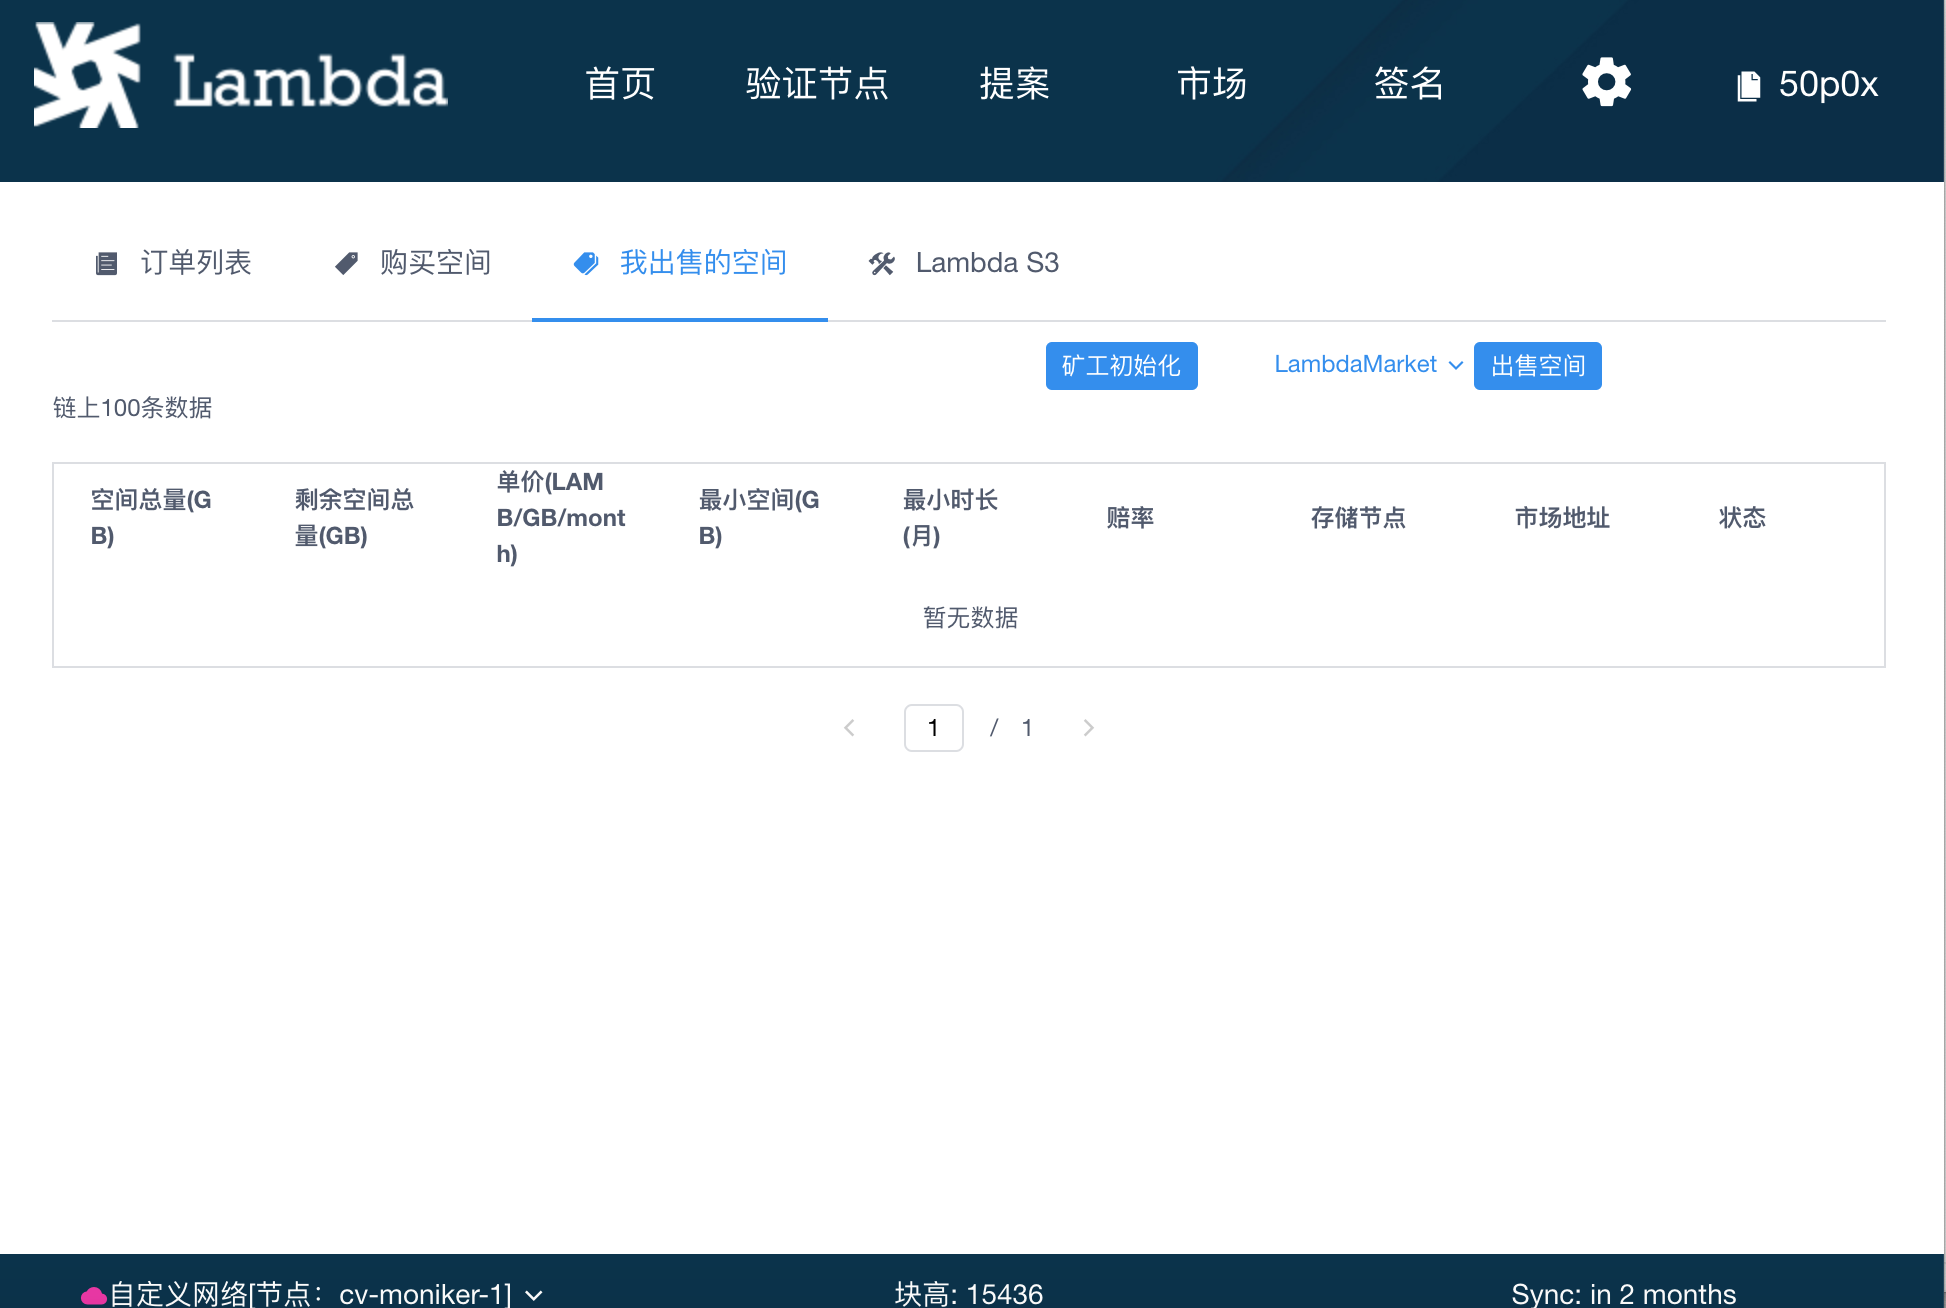 Lambda
首页 验证节点 提案 市场 签名 50p0x
订单列表 购买空间 我出售的空间 Lambda S3
矿工初始化 LambdaMarket 出售空间
链上100条数据
空间总量(G
B)
剩余空间总
量(GB)
单价(LAM
B/GB/mont
h)
最小空间(G
B)
最小时长
(月)
赔率
存储节点
市场地址
状态
暂无数据
1 / 1
自定义网络[节点：cv-moniker-1] 块高: 15436 Sync: in 2 months